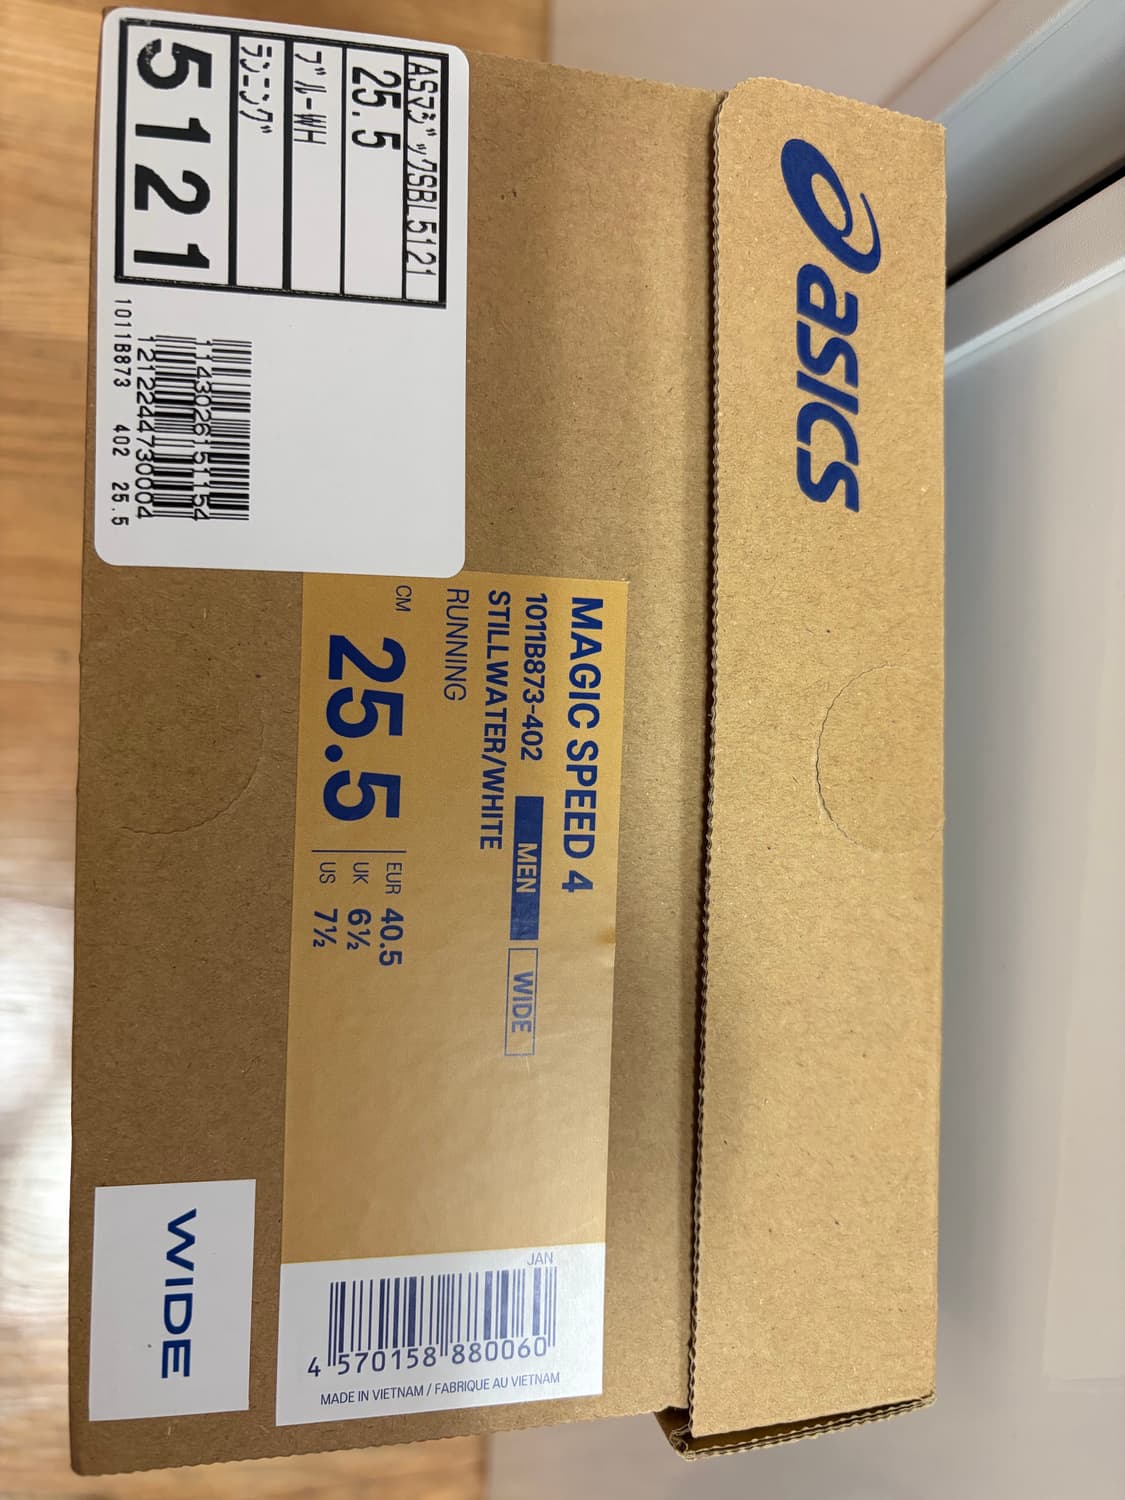 asics
ASマジックSBL5121
25.5
ブルーWH
ランニング
5121
1143026151154
1212244730004
1011B873 402 25.5
MAGIC SPEED 4
1011B873-402 MEN WIDE
STILLWATER/WHITE
RUNNING
CM 25.5
EUR 40.5
UK 6½
US 7½
JAN
4 570158 880060
MADE IN VIETNAM / FABRIQUE AU VIETNAM
WIDE